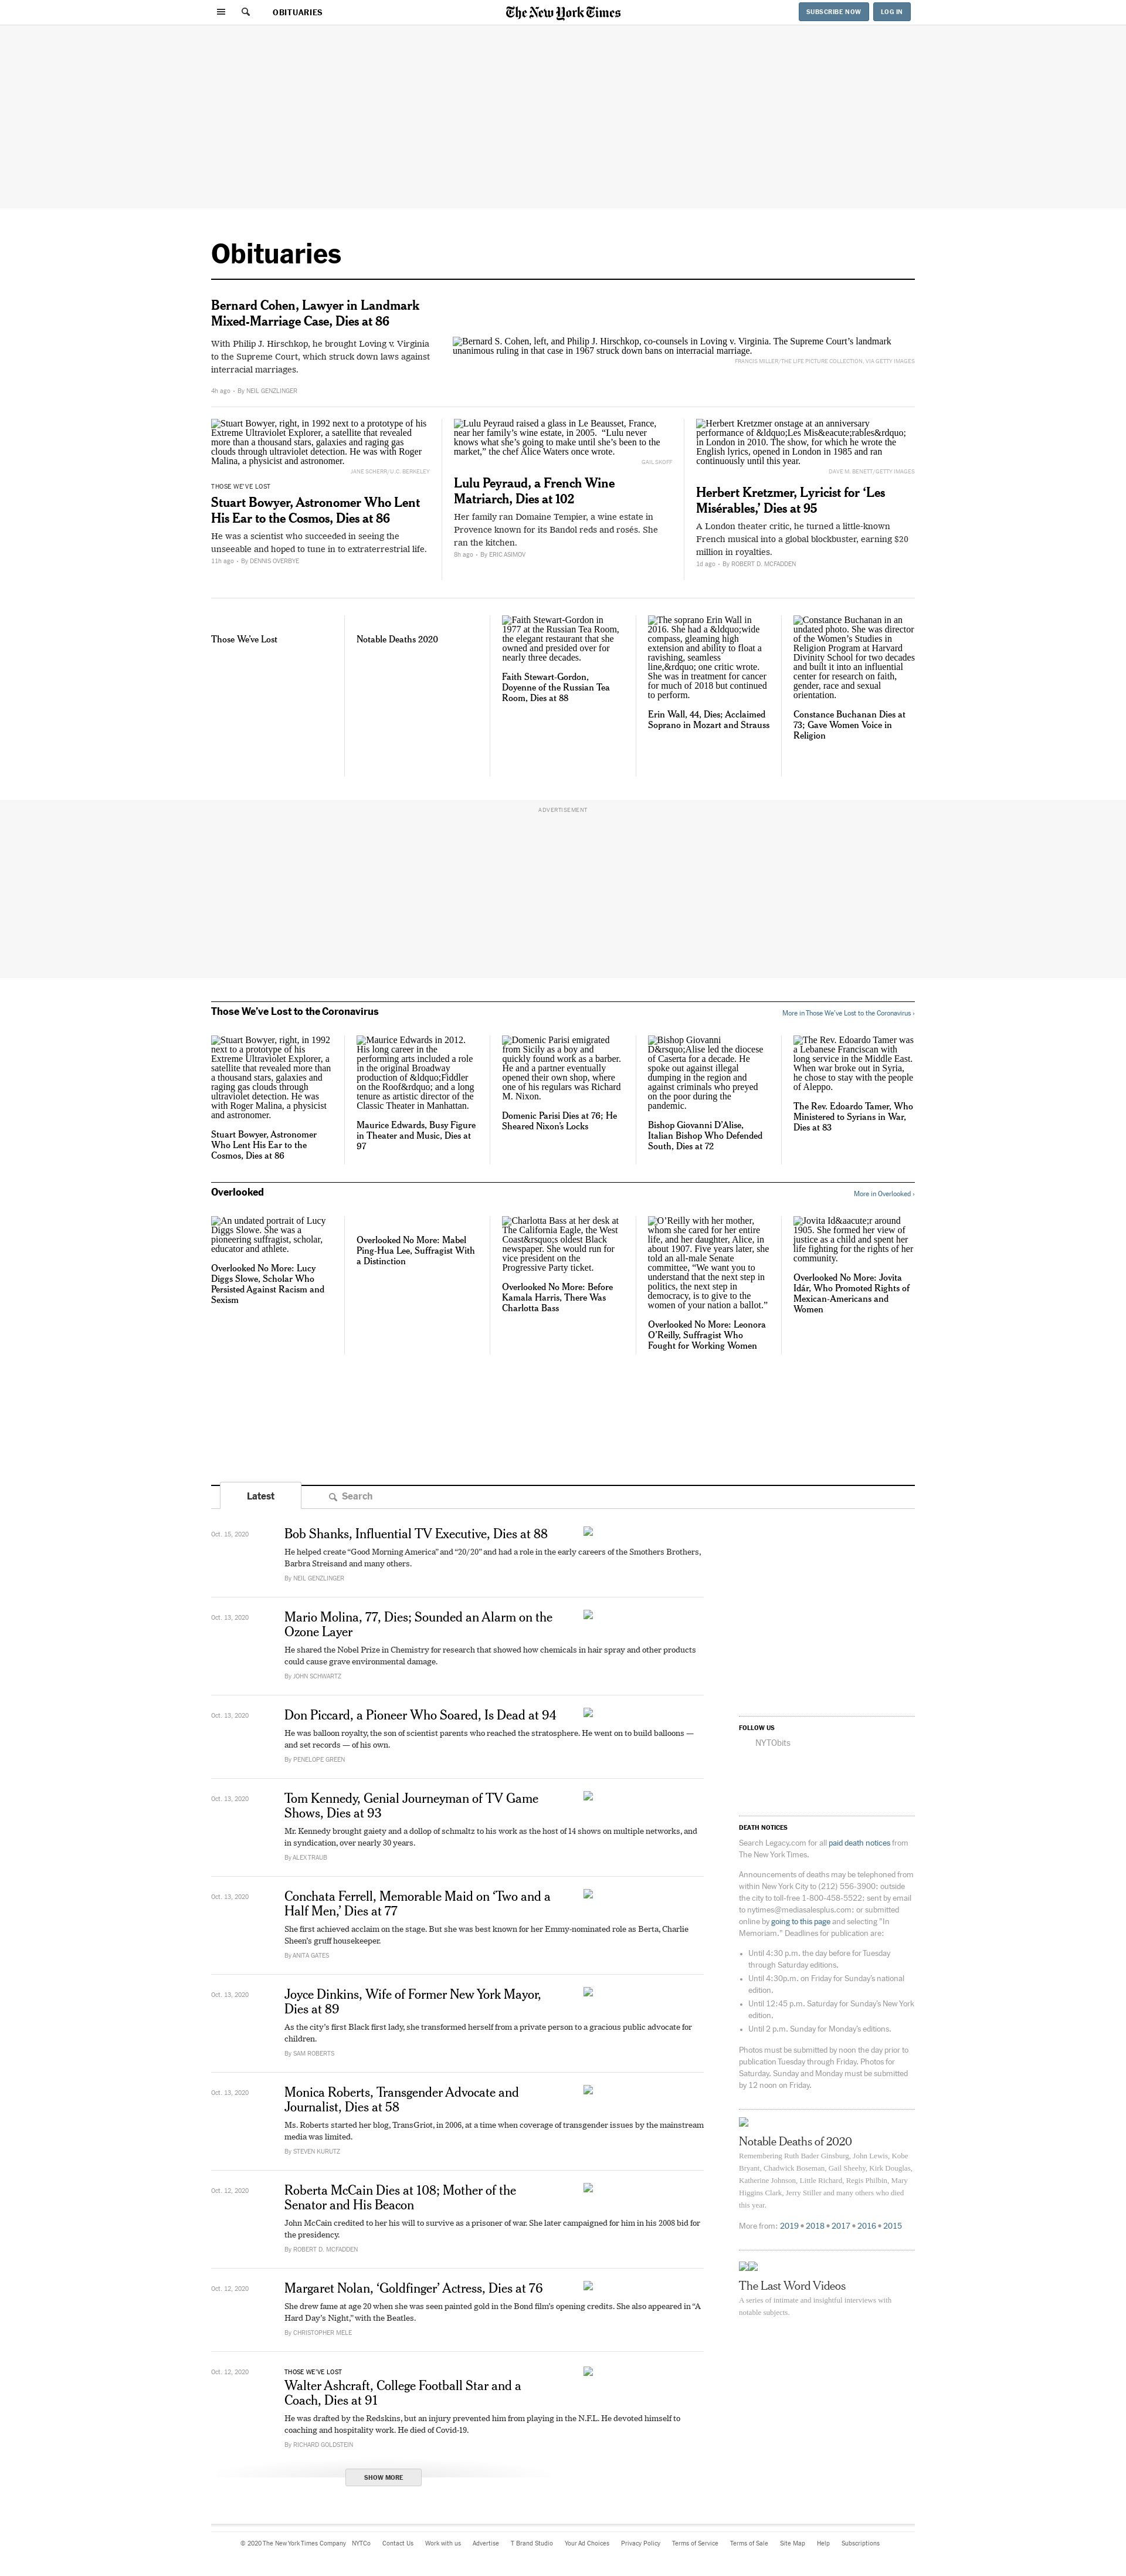 OBITUARIES
The New York Times
SUBSCRIBE NOW
LOG IN
Obituaries
Bernard Cohen, Lawyer in Landmark
Mixed-Marriage Case, Dies at 86
With Philip J. Hirschkop, he brought Loving v. Virginia
to the Supreme Court, which struck down laws against
interracial marriages.
4h ago - By NEIL GENZLINGER
Bernard S. Cohen, left, and Philip J. Hirschkop, co-counsels in Loving v. Virginia. The Supreme Court's landmark
unanimous ruling in that case in 1967 struck down bans on interracial marriage.
FRANCIS MILLER/THE LIFE PICTURE COLLECTION, VIA GETTY IMAGES
Stuart Bowyer, right, in 1992 next to a prototype of his
Extreme Ultraviolet Explorer, a satellite that revealed
more than a thousand stars, galaxies and raging gas
clouds through ultraviolet detection. He was with Roger
Malina, a physicist and astronomer.
JANE SCHERR/U.C. BERKELEY
THOSE WE'VE LOST
Stuart Bowyer, Astronomer Who Lent
His Ear to the Cosmos, Dies at 86
He was a scientist who succeeded in seeing the
unseeable and hoped to tune in to extraterrestrial life.
11h ago - By DENNIS OVERBYE
Lulu Peyraud raised a glass in Le Beausset, France,
near her family's wine estate, in 2005. “Lulu never
knows what she's going to make until she's been to the
market,” the chef Alice Waters once wrote.
GAIL SKOFF
Lulu Peyraud, a French Wine
Matriarch, Dies at 102
Her family ran Domaine Tempier, a wine estate in
Provence known for its Bandol reds and rosés. She
ran the kitchen.
8h ago - By ERIC ASIMOV
Herbert Kretzmer onstage at an anniversary
performance of &ldquo;Les Mis&eacute;rables&rdquo;
in London in 2010. The show, for which he wrote the
English lyrics, opened in London in 1985 and ran
continuously until this year.
DAVE M. BENETT/GETTY IMAGES
Herbert Kretzmer, Lyricist for ‘Les
Misérables,’ Dies at 95
A London theater critic, he turned a little-known
French musical into a global blockbuster, earning $20
million in royalties.
1d ago - By ROBERT D. MCFADDEN
Those We've Lost
Notable Deaths 2020
Faith Stewart-Gordon in
1977 at the Russian Tea Room,
the elegant restaurant that she
owned and presided over for
nearly three decades.
Faith Stewart-Gordon,
Doyenne of the Russian Tea
Room, Dies at 88
The soprano Erin Wall in
2016. She had a &ldquo;wide
compass, gleaming high
extension and ability to float a
ravishing, seamless
line,&rdquo; one critic wrote.
She was in treatment for cancer
for much of 2018 but continued
to perform.
Erin Wall, 44, Dies; Acclaimed
Soprano in Mozart and Strauss
Constance Buchanan in an
undated photo. She was director
of the Women's Studies in
Religion Program at Harvard
Divinity School for two decades
and built it into an influential
center for research on faith,
gender, race and sexual
orientation.
Constance Buchanan Dies at
73; Gave Women Voice in
Religion
ADVERTISEMENT
Those We've Lost to the Coronavirus
More in Those We've Lost to the Coronavirus ›
Stuart Bowyer, right, in 1992
next to a prototype of his
Extreme Ultraviolet Explorer, a
satellite that revealed more than
a thousand stars, galaxies and
raging gas clouds through
ultraviolet detection. He was
with Roger Malina, a physicist
and astronomer.
Stuart Bowyer, Astronomer
Who Lent His Ear to the
Cosmos, Dies at 86
Maurice Edwards in 2012.
His long career in the
performing arts included a role
in the original Broadway
production of &ldquo;Fiddler
on the Roof&rdquo; and a long
tenure as artistic director of the
Classic Theater in Manhattan.
Maurice Edwards, Busy Figure
in Theater and Music, Dies at
97
Domenic Parisi emigrated
from Sicily as a boy and
quickly found work as a barber.
He and a partner eventually
opened their own shop, where
one of his regulars was Richard
M. Nixon.
Domenic Parisi Dies at 76; He
Sheared Nixon's Locks
Bishop Giovanni
D&rsquo;Alise led the diocese
of Caserta for a decade. He
spoke out against illegal
dumping in the region and
against criminals who preyed
on the poor during the
pandemic.
Bishop Giovanni D'Alise,
Italian Bishop Who Defended
South, Dies at 72
The Rev. Edoardo Tamer was
a Lebanese Franciscan with
long service in the Middle East.
When war broke out in Syria,
he chose to stay with the people
of Aleppo.
The Rev. Edoardo Tamer, Who
Ministered to Syrians in War,
Dies at 83
Overlooked
More in Overlooked ›
An undated portrait of Lucy
Diggs Slowe. She was a
pioneering suffragist, scholar,
educator and athlete.
Overlooked No More: Lucy
Diggs Slowe, Scholar Who
Persisted Against Racism and
Sexism
Overlooked No More: Mabel
Ping-Hua Lee, Suffragist With
a Distinction
Charlotta Bass at her desk at
The California Eagle, the West
Coast&rsquo;s oldest Black
newspaper. She would run for
vice president on the
Progressive Party ticket.
Overlooked No More: Before
Kamala Harris, There Was
Charlotta Bass
O'Reilly with her mother,
whom she cared for her entire
life, and her daughter, Alice, in
about 1907. Five years later, she
told an all-male Senate
committee, “We want you to
understand that the next step in
politics, the next step in
democracy, is to give to the
women of your nation a ballot.”
Overlooked No More: Leonora
O'Reilly, Suffragist Who
Fought for Working Women
Jovita Id&aacute;r around
1905. She formed her view of
justice as a child and spent her
life fighting for the rights of her
community.
Overlooked No More: Jovita
Idár, Who Promoted Rights of
Mexican-Americans and
Women
Latest
Search
Oct. 15, 2020
Bob Shanks, Influential TV Executive, Dies at 88
He helped create “Good Morning America” and “20/20” and had a role in the early careers of the Smothers Brothers,
Barbra Streisand and many others.
By NEIL GENZLINGER
Oct. 13, 2020
Mario Molina, 77, Dies; Sounded an Alarm on the
Ozone Layer
He shared the Nobel Prize in Chemistry for research that showed how chemicals in hair spray and other products
could cause grave environmental damage.
By JOHN SCHWARTZ
Oct. 13, 2020
Don Piccard, a Pioneer Who Soared, Is Dead at 94
He was balloon royalty, the son of scientist parents who reached the stratosphere. He went on to build balloons —
and set records — of his own.
By PENELOPE GREEN
Oct. 13, 2020
Tom Kennedy, Genial Journeyman of TV Game
Shows, Dies at 93
Mr. Kennedy brought gaiety and a dollop of schmaltz to his work as the host of 14 shows on multiple networks, and
in syndication, over nearly 30 years.
By ALEX TRAUB
Oct. 13, 2020
Conchata Ferrell, Memorable Maid on ‘Two and a
Half Men,’ Dies at 77
She first achieved acclaim on the stage. But she was best known for her Emmy-nominated role as Berta, Charlie
Sheen's gruff housekeeper.
By ANITA GATES
Oct. 13, 2020
Joyce Dinkins, Wife of Former New York Mayor,
Dies at 89
As the city's first Black first lady, she transformed herself from a private person to a gracious public advocate for
children.
By SAM ROBERTS
Oct. 13, 2020
Monica Roberts, Transgender Advocate and
Journalist, Dies at 58
Ms. Roberts started her blog, TransGriot, in 2006, at a time when coverage of transgender issues by the mainstream
media was limited.
By STEVEN KURUTZ
Oct. 12, 2020
Roberta McCain Dies at 108; Mother of the
Senator and His Beacon
John McCain credited to her his will to survive as a prisoner of war. She later campaigned for him in his 2008 bid for
the presidency.
By ROBERT D. MCFADDEN
Oct. 12, 2020
Margaret Nolan, ‘Goldfinger’ Actress, Dies at 76
She drew fame at age 20 when she was seen painted gold in the Bond film's opening credits. She also appeared in “A
Hard Day's Night,” with the Beatles.
By CHRISTOPHER MELE
Oct. 12, 2020
THOSE WE'VE LOST
Walter Ashcraft, College Football Star and a
Coach, Dies at 91
He was drafted by the Redskins, but an injury prevented him from playing in the N.F.L. He devoted himself to
coaching and hospitality work. He died of Covid-19.
By RICHARD GOLDSTEIN
SHOW MORE
FOLLOW US
NYTObits
DEATH NOTICES
Search Legacy.com for all paid death notices from
The New York Times.
Announcements of deaths may be telephoned from
within New York City to (212) 556-3900; outside
the city to toll-free 1-800-458-5522; sent by email
to nytimes@mediasalesplus.com; or submitted
online by going to this page and selecting "In
Memoriam." Deadlines for publication are:
• Until 4:30 p.m. the day before for Tuesday
through Saturday editions.
• Until 4:30p.m. on Friday for Sunday's national
edition.
• Until 12:45 p.m. Saturday for Sunday's New York
edition.
• Until 2 p.m. Sunday for Monday's editions.
Photos must be submitted by noon the day prior to
publication Tuesday through Friday. Photos for
Saturday, Sunday and Monday must be submitted
by 12 noon on Friday.
Notable Deaths of 2020
Remembering Ruth Bader Ginsburg, John Lewis, Kobe
Bryant, Chadwick Boseman, Gail Sheehy, Kirk Douglas,
Katherine Johnson, Little Richard, Regis Philbin, Mary
Higgins Clark, Jerry Stiller and many others who died
this year.
More from: 2019 • 2018 • 2017 • 2016 • 2015
The Last Word Videos
A series of intimate and insightful interviews with
notable subjects.
© 2020 The New York Times Company NYTCo Contact Us Work with us Advertise T Brand Studio Your Ad Choices Privacy Policy Terms of Service Terms of Sale Site Map Help Subscriptions